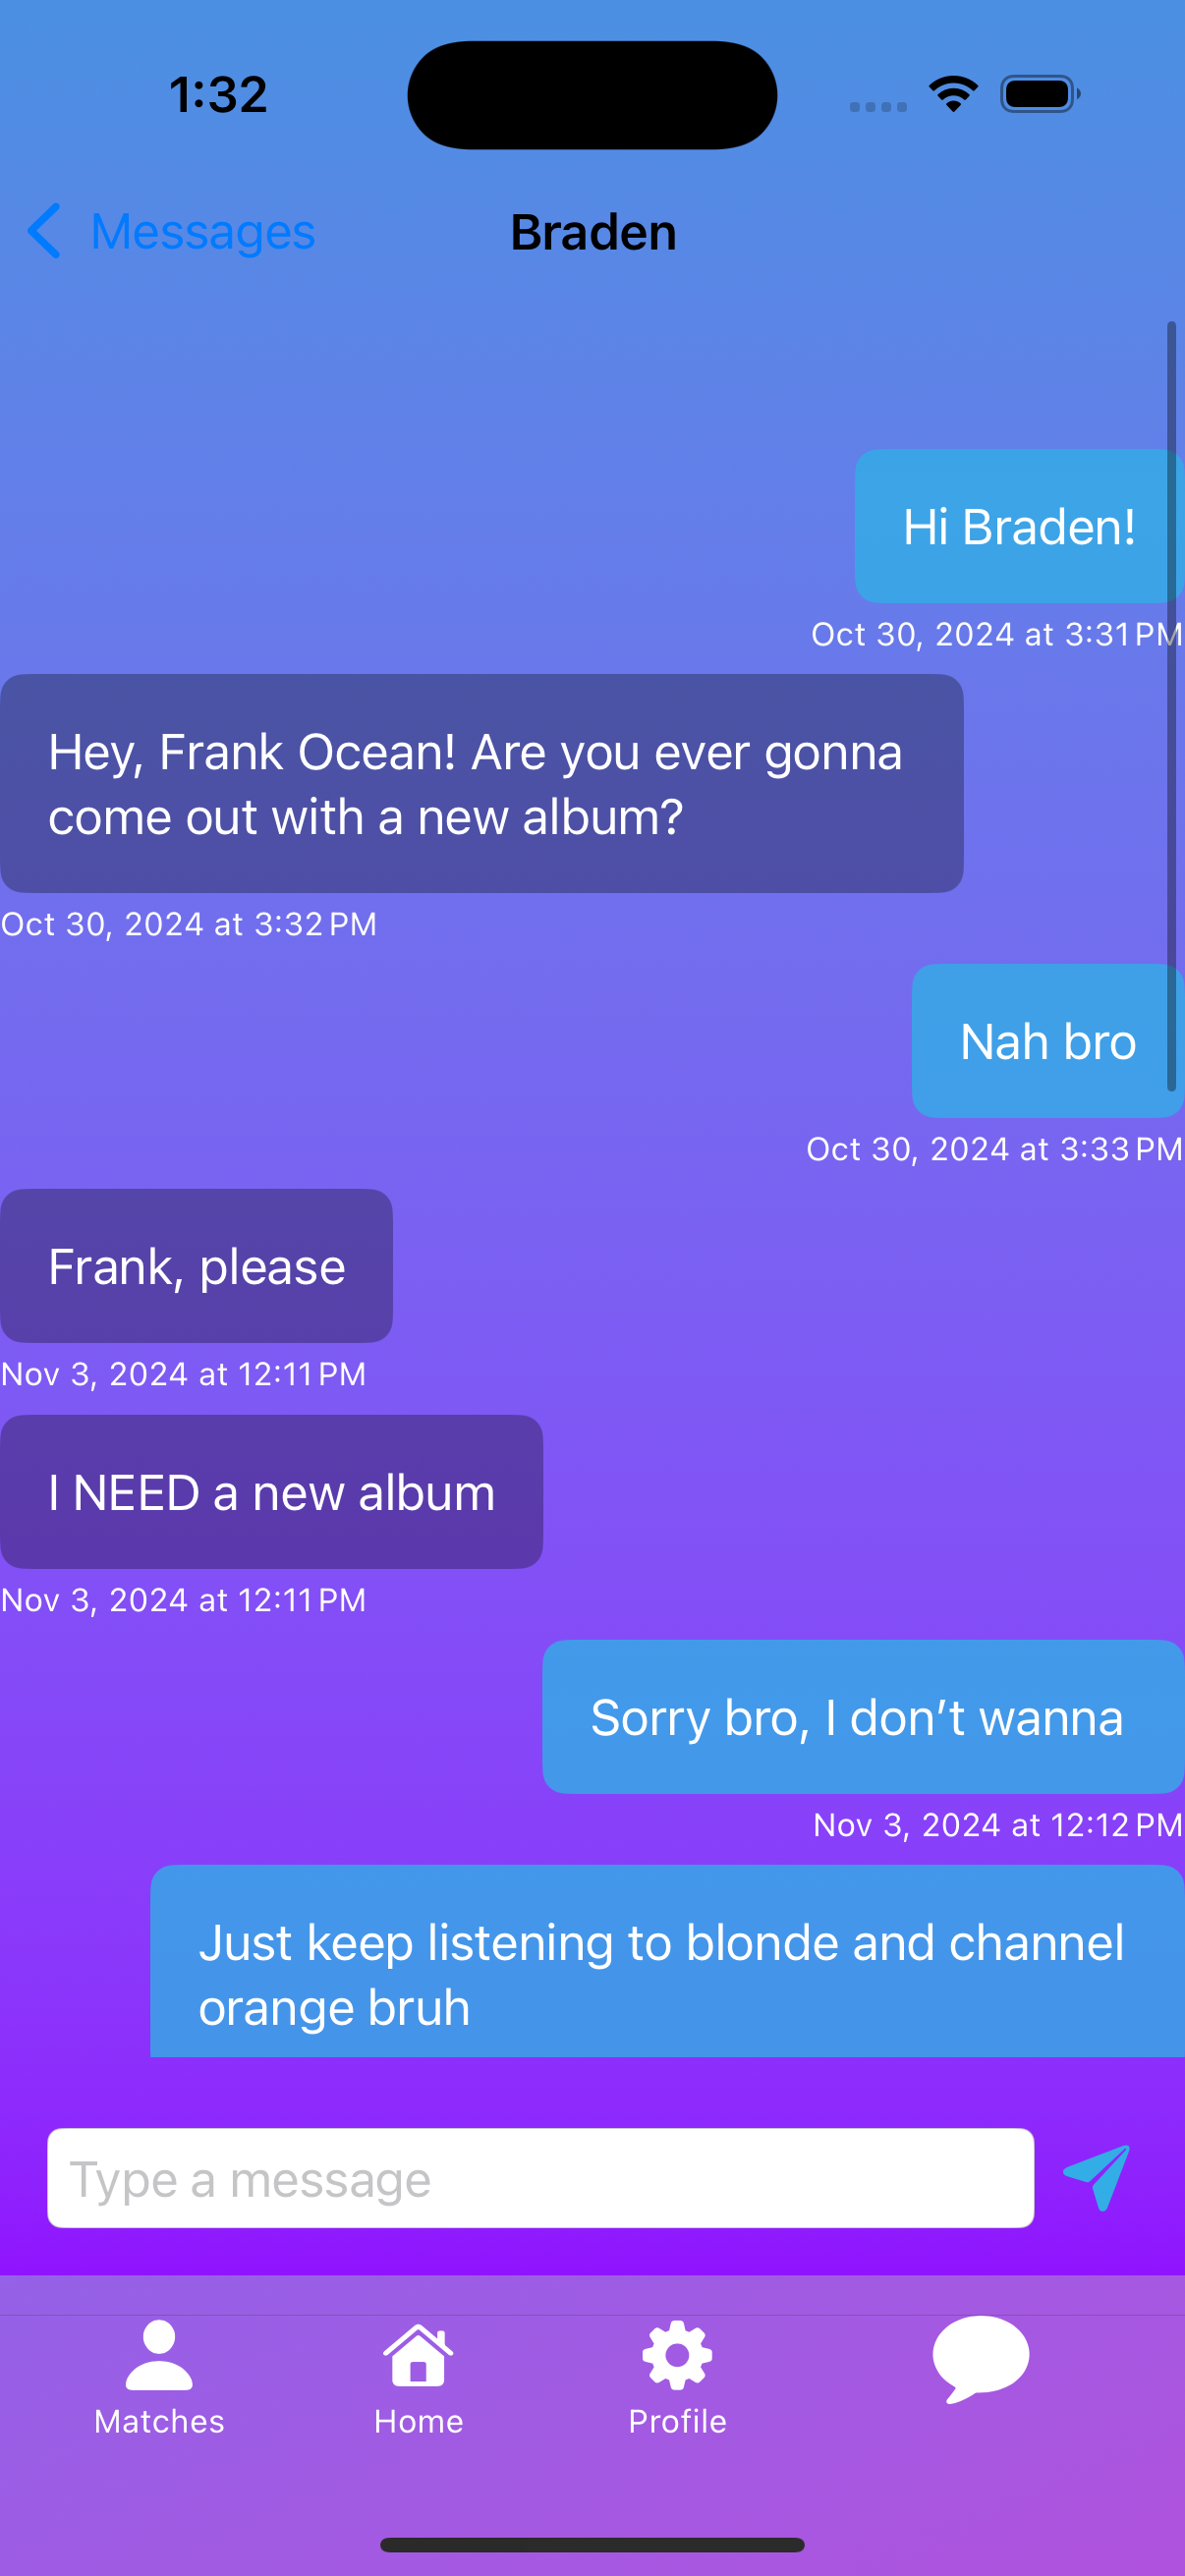 1:32
Messages
Braden
Hi Braden!
Oct 30, 2024 at 3:31 PM
Hey, Frank Ocean! Are you ever gonna
come out with a new album?
Oct 30, 2024 at 3:32 PM
Nah bro
Oct 30, 2024 at 3:33 PM
Frank, please
Nov 3, 2024 at 12:11 PM
I NEED a new album
Nov 3, 2024 at 12:11 PM
Sorry bro, I don’t wanna
Nov 3, 2024 at 12:12 PM
Just keep listening to blonde and channel
orange bruh
Type a message
Matches
Home
Profile